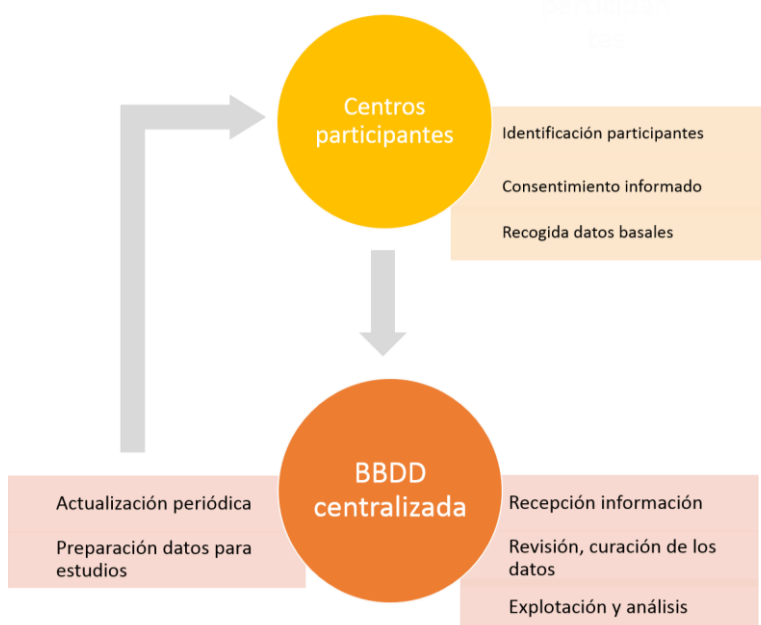 Centros
participantes
Identificación participantes
Consentimiento informado
Recogida datos basales
BBDD
centralizada
Actualización periódica
Preparación datos para
estudios
Recepción información
Revisión, curación de los
datos
Explotación y análisis